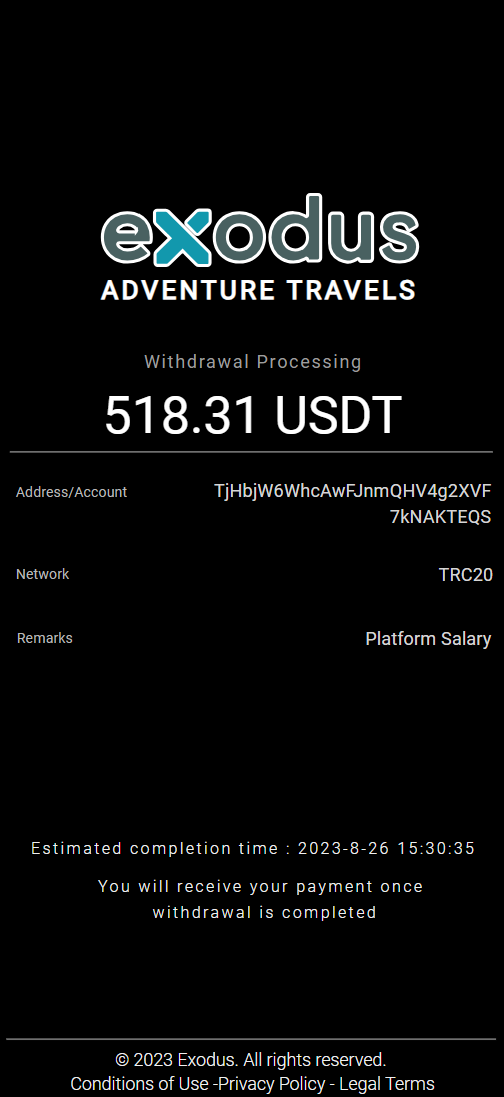 exodus
ADVENTURE TRAVELS
Withdrawal Processing
518.31 USDT
Address/Account
TjHbjW6WhcAwFJnmQHV4g2XVF
7kNAKTEQS
Network
TRC20
Remarks
Platform Salary
Estimated completion time : 2023-8-26 15:30:35
You will receive your payment once
withdrawal is completed
© 2023 Exodus. All rights reserved.
Conditions of Use -Privacy Policy - Legal Terms